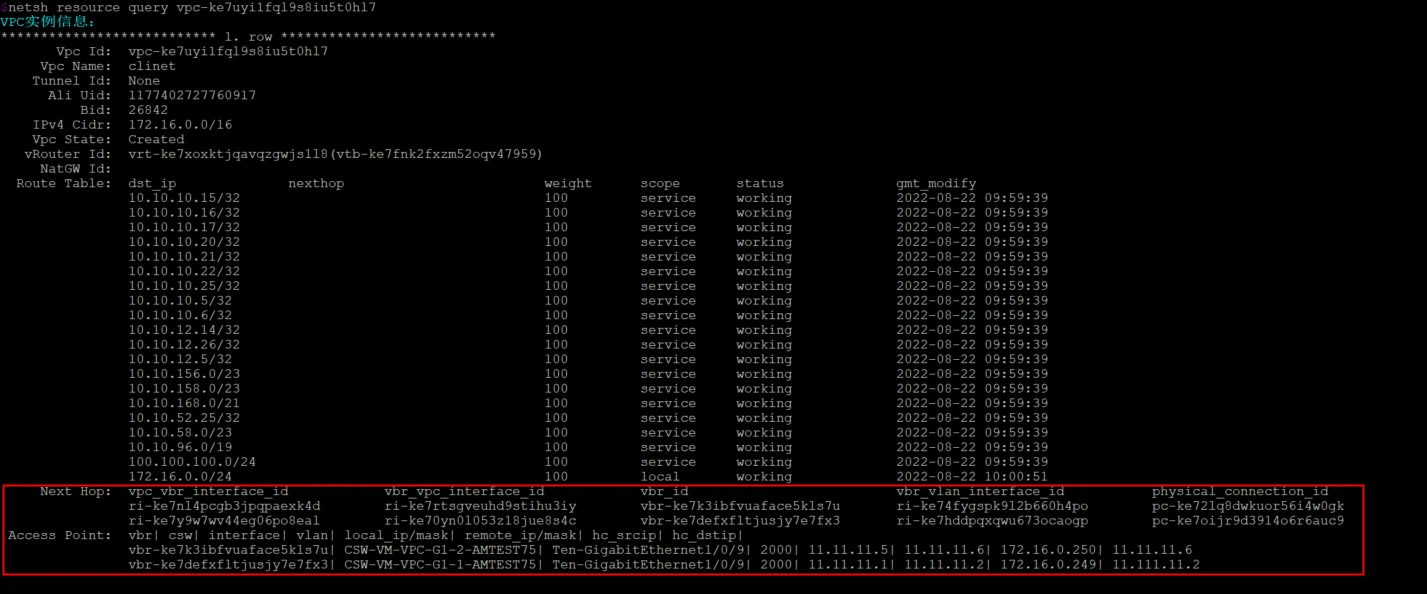 $netsh resource query vpc-ke7uyi1fql9s8iu5t0hl7
VPC实例信息:
*************************** 1. row ***************************
Vpc Id: vpc-ke7uyi1fql9s8iu5t0hl7
Vpc Name: clinet
Tunnel Id: None
Ali Uid: 1177402727760917
Bid: 26842
IPv4 Cidr: 172.16.0.0/16
Vpc State: Created
vRouter Id: vrt-ke7xoxktjqavqzgwjs1l8(vtb-ke7fnk2fxzm52oqv47959)
NatGW Id:
Route Table: dst_ip nexthop weight scope status gmt_modify
10.10.10.15/32 100 service working 2022-08-22 09:59:39
10.10.10.16/32 100 service working 2022-08-22 09:59:39
10.10.10.17/32 100 service working 2022-08-22 09:59:39
10.10.10.20/32 100 service working 2022-08-22 09:59:39
10.10.10.21/32 100 service working 2022-08-22 09:59:39
10.10.10.22/32 100 service working 2022-08-22 09:59:39
10.10.10.25/32 100 service working 2022-08-22 09:59:39
10.10.10.5/32 100 service working 2022-08-22 09:59:39
10.10.10.6/32 100 service working 2022-08-22 09:59:39
10.10.12.14/32 100 service working 2022-08-22 09:59:39
10.10.12.26/32 100 service working 2022-08-22 09:59:39
10.10.12.5/32 100 service working 2022-08-22 09:59:39
10.10.156.0/23 100 service working 2022-08-22 09:59:39
10.10.158.0/23 100 service working 2022-08-22 09:59:39
10.10.168.0/21 100 service working 2022-08-22 09:59:39
10.10.52.25/32 100 service working 2022-08-22 09:59:39
10.10.58.0/23 100 service working 2022-08-22 09:59:39
10.10.96.0/19 100 service working 2022-08-22 09:59:39
100.100.100.0/24 100 service working 2022-08-22 09:59:39
172.16.0.0/24 100 local working 2022-08-22 10:00:51
Next Hop: vpc_vbr_interface_id vbr_vpc_interface_id vbr_id vbr_vlan_interface_id physical_connection_id
ri-ke7nl4pcgb3jpqpaexk4d ri-ke7rtsgveuhd9stihu3iy vbr-ke7k3ibfvuaface5kls7u ri-ke74fygspk9l2b660h4po pc-ke72lq8dwkuor56i4w0gk
ri-ke7y9w7wv44eg06po8eal ri-ke70yn0l053z18jue8s4c vbr-ke7defxfltjusjy7e7fx3 ri-ke7hddpqxqwu673ocaogp pc-ke7oijr9d3914o6r6auc9
Access Point: vbr| csw| interface| vlan| local_ip/mask| remote_ip/mask| hc_srcip| hc_dstip|
vbr-ke7k3ibfvuaface5kls7u| CSW-VM-VPC-G1-2-AMTEST75| Ten-GigabitEthernet1/0/9| 2000| 11.11.11.5| 11.11.11.6| 172.16.0.250| 11.11.11.6
vbr-ke7defxfltjusjy7e7fx3| CSW-VM-VPC-G1-1-AMTEST75| Ten-GigabitEthernet1/0/9| 2000| 11.11.11.1| 11.11.11.2| 172.16.0.249| 11.111.11.2